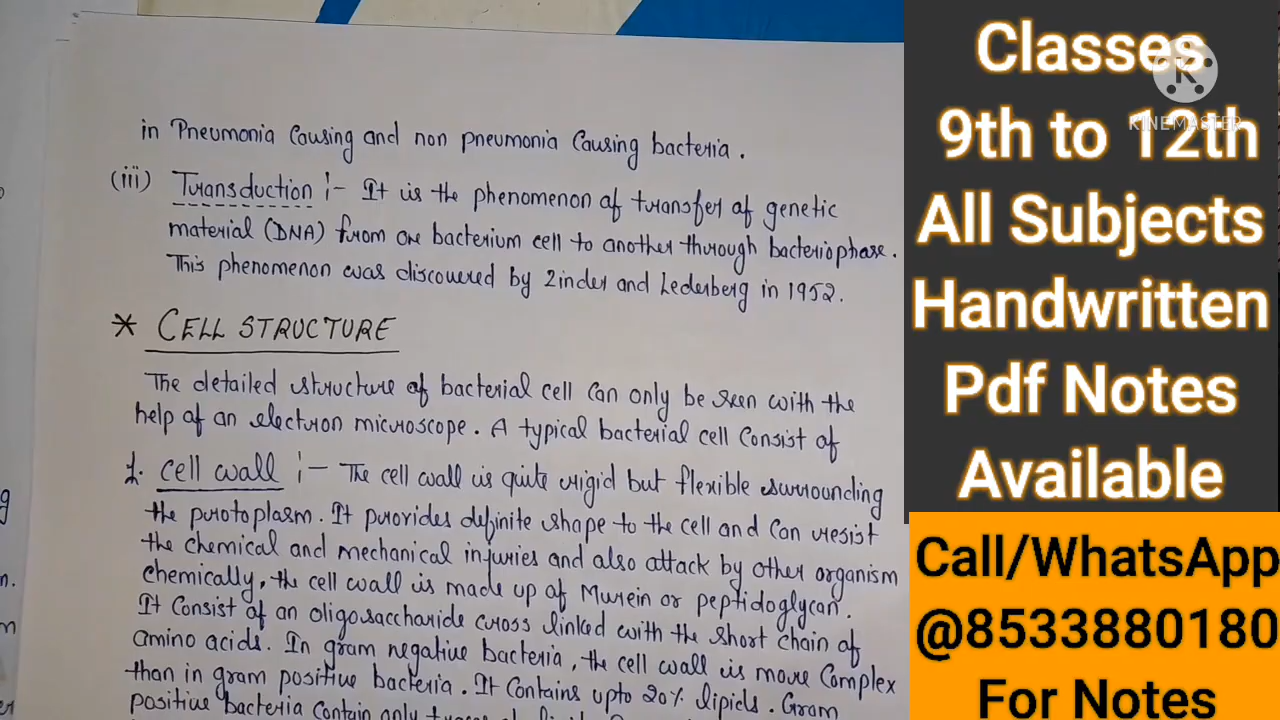 in Pneumonia Causing and non pneumonia Causing bacteria.
(iii) Transduction :- It is the phenomenon of transfer of genetic
material (DNA) from one bacterium cell to another through bacteriophase.
This phenomenon was discovered by Zinder and Lederberg in 1952.
* CELL STRUCTURE
The detailed structure of bacterial cell can only be seen with the
help of an electron microscope. A typical bacterial cell Consist of
1. cell wall :- The cell wall is quite rigid but flexible surrounding
the protoplasm. It provides definite shape to the cell and can resist
the chemical and mechanical injuries and also attack by other organism
chemically, the cell wall is made up of Murein or peptidoglycan.
It Consist of an oligosaccharide cross linked with the short chain of
amino acids. In gram negative bacteria, the cell wall is more Complex
than in gram positive bacteria. It Contains upto 20% lipids. Gram
positive bacteria contain only
Classes
9th to 12th
All Subjects
Handwritten
Pdf Notes
Available
Call/WhatsApp
@8533880180
For Notes
K
KINEMASTER